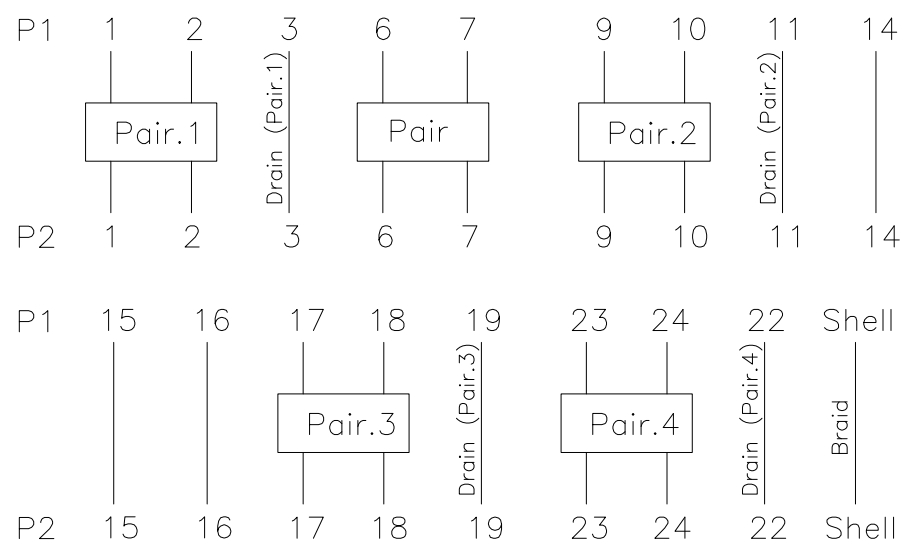 P1 1 2 3 6 7 9 10 11 14
Drain (Pair.1)
Drain (Pair.2)
Pair.1 Pair Pair.2
P2 1 2 3 6 7 9 10 11 14
P1 15 16 17 18 19 23 24 22 Shell
Drain (Pair.3)
Drain (Pair.4)
Braid
Pair.3 Pair.4
P2 15 16 17 18 19 23 24 22 Shell